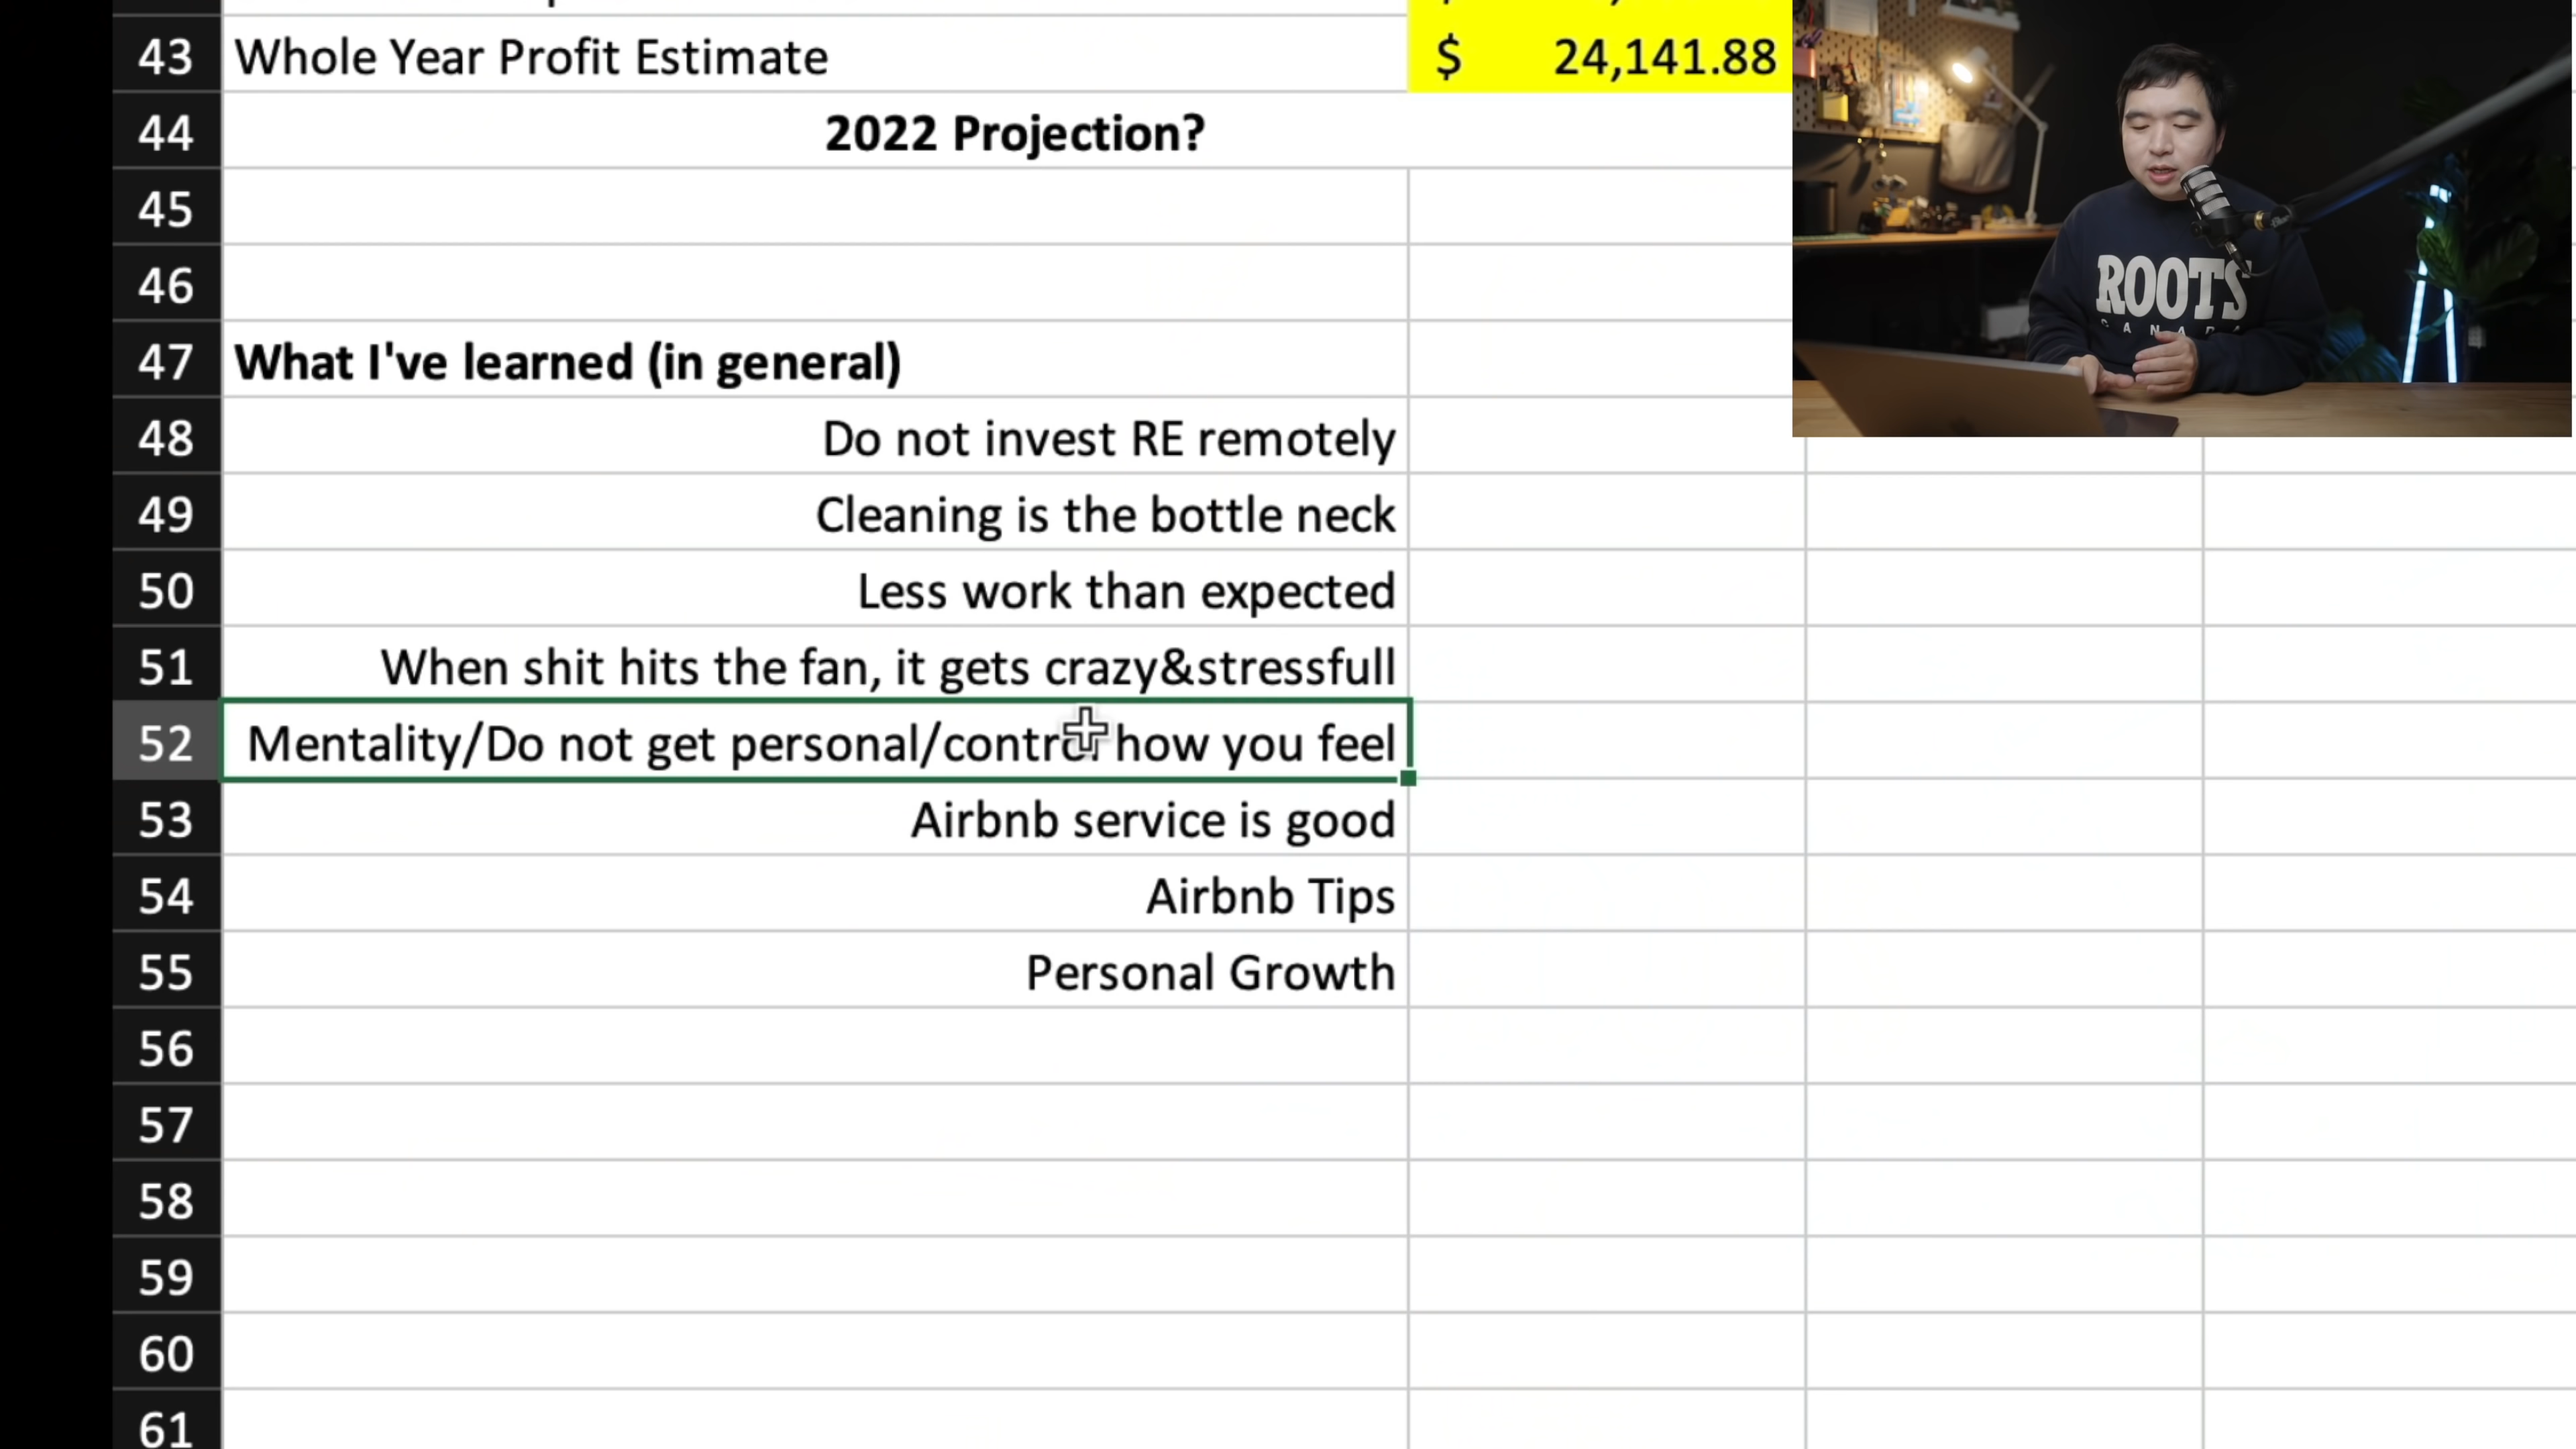 43 Whole Year Profit Estimate $ 24,141.88
44 2022 Projection?
45
46
47 What I've learned (in general)
48 Do not invest RE remotely
49 Cleaning is the bottle neck
50 Less work than expected
51 When shit hits the fan, it gets crazy&stressfull
52 Mentality/Do not get personal/control how you feel
53 Airbnb service is good
54 Airbnb Tips
55 Personal Growth
56
57
58
59
60
61
ROOTS
CANADA